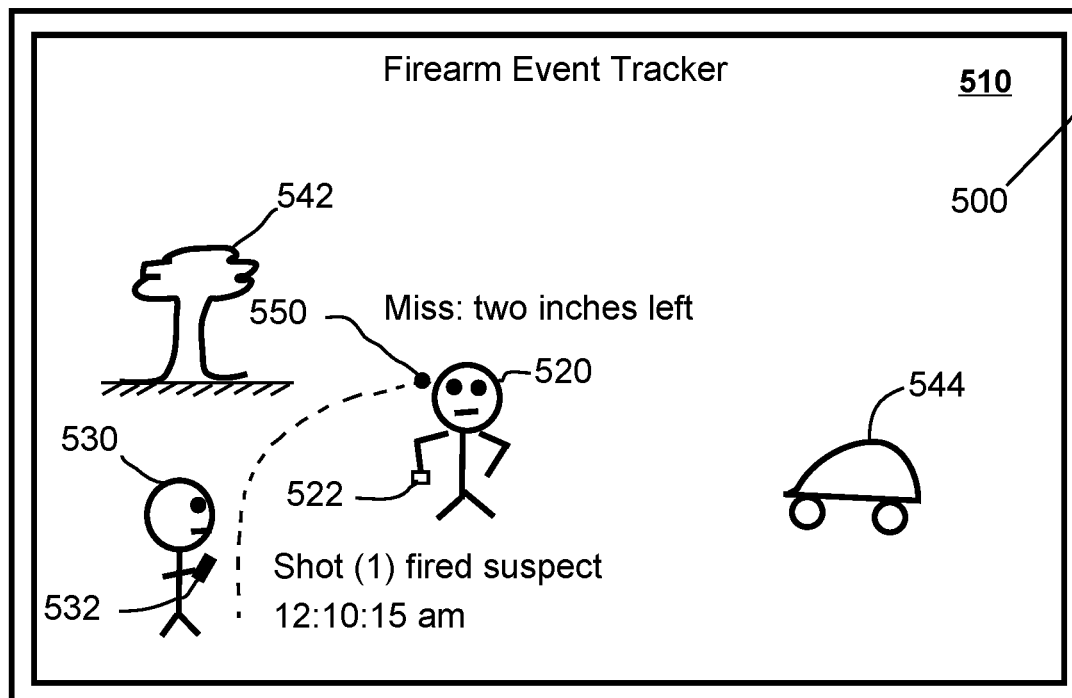 Firearm Event Tracker
510
500
542
550
Miss: two inches left
520
544
530
522
Shot (1) fired suspect
532
12:10:15 am